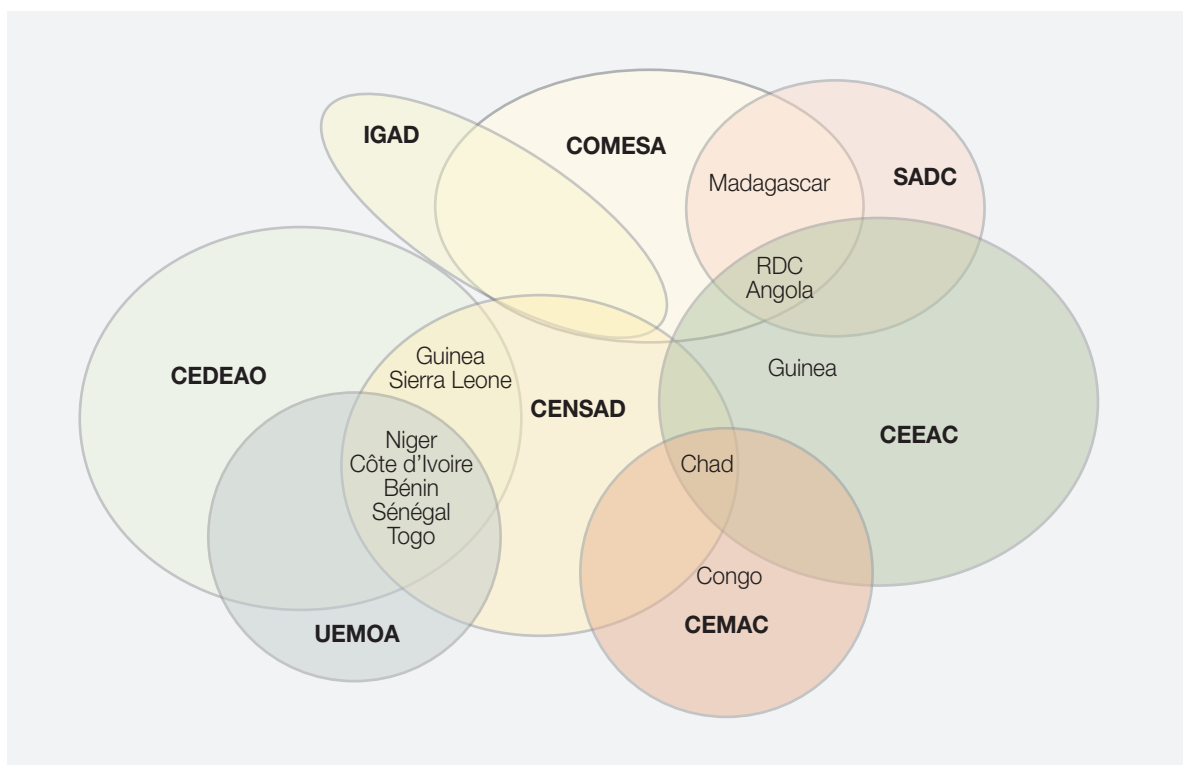 IGAD
COMESA
Madagascar
SADC
RDC
Angola
CEDEAO
Guinea
Sierra Leone
CENSAD
Guinea
CEEAC
Niger
Côte d'Ivoire
Bénin
Sénégal
Togo
Chad
Congo
CEMAC
UEMOA